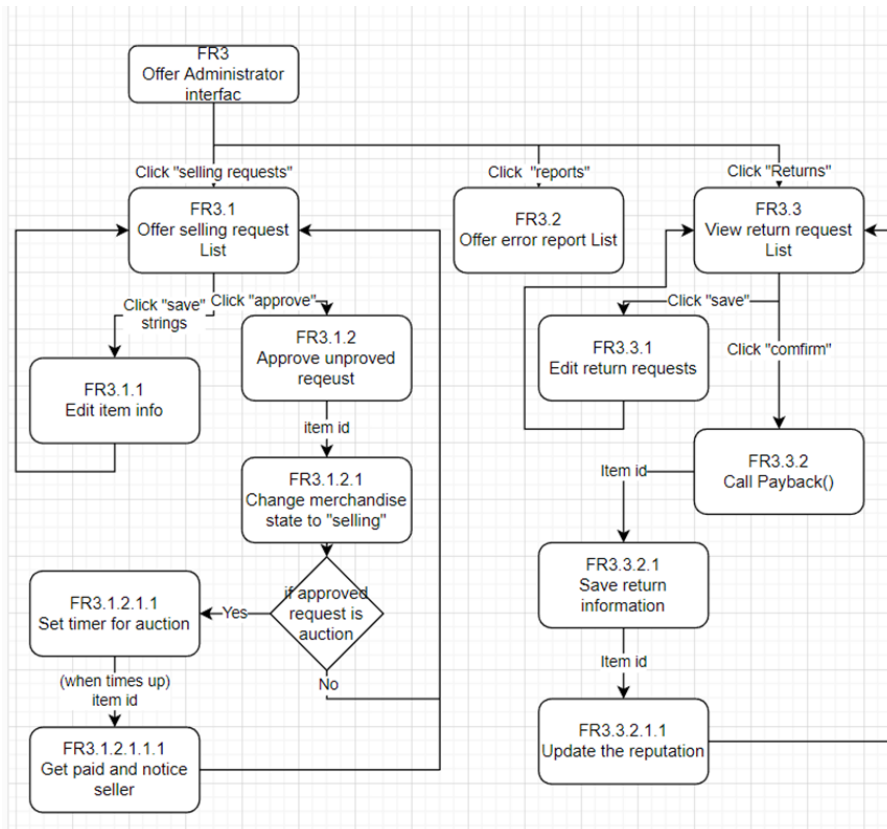 FR3
Offer Administrator
interfac
Click "selling requests"
Click "reports"
Click "Returns"
FR3.1
Offer selling request
List
FR3.2
Offer error report List
FR3.3
View return request
List
Click "save"
strings
Click "approve"
Click "save"
FR3.1.2
Approve unproved
reqeust
FR3.3.1
Edit return requests
Click "comfirm"
FR3.1.1
Edit item info
item id
FR3.3.2
Call Payback()
FR3.1.2.1
Change merchandise
state to "selling"
Item id
FR3.3.2.1
Save return
information
if approved
request is
auction
Yes
No
FR3.1.2.1.1
Set timer for auction
(when times up)
item id
Item id
FR3.3.2.1.1
Update the reputation
FR3.1.2.1.1.1
Get paid and notice
seller